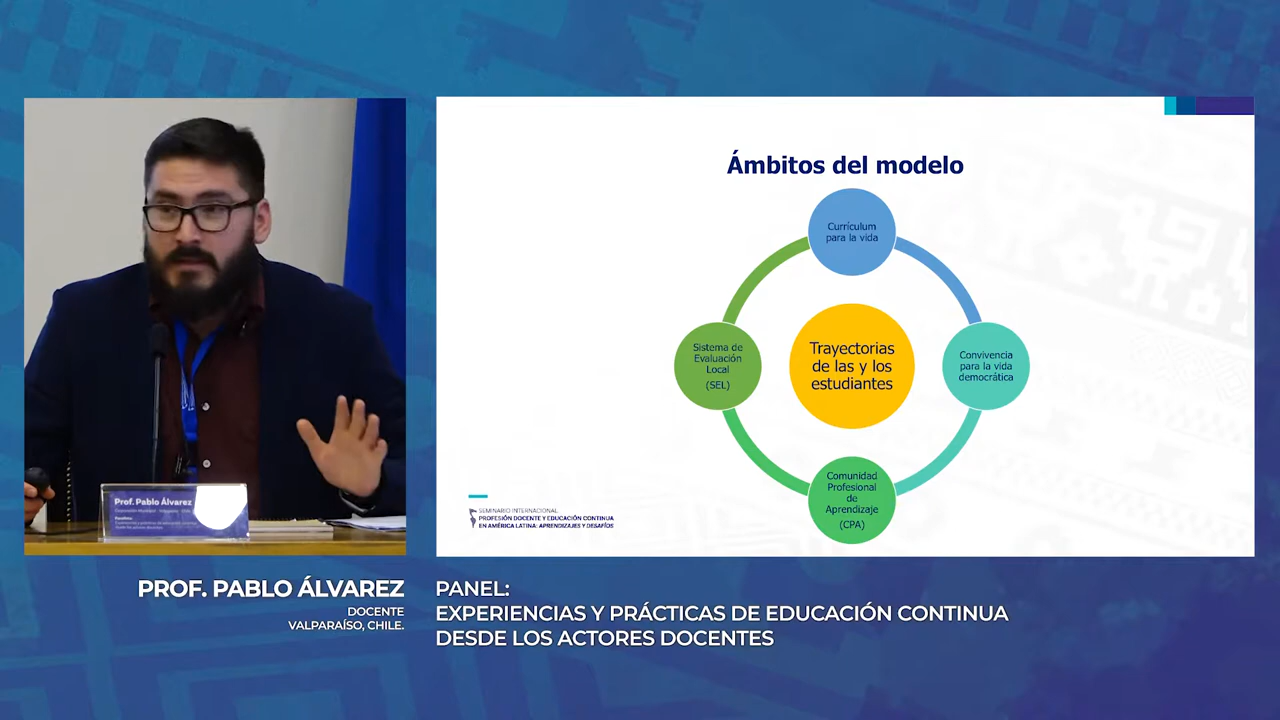 Ámbitos del modelo
Currículum
para la vida
Sistema de
Evaluación
Local
(SEL)
Trayectorias
de las y los
estudiantes
Convivencia
para la vida
democrática
Comunidad
Profesional
de
Aprendizaje
(CPA)
SEMINARIO INTERNACIONAL
PROFESIÓN DOCENTE Y EDUCACIÓN CONTINUA
EN AMÉRICA LATINA: APRENDIZAJES Y DESAFÍOS
Prof. Pablo Álvarez
PROF. PABLO ÁLVAREZ
DOCENTE
VALPARAÍSO, CHILE.
PANEL:
EXPERIENCIAS Y PRÁCTICAS DE EDUCACIÓN CONTINUA
DESDE LOS ACTORES DOCENTES